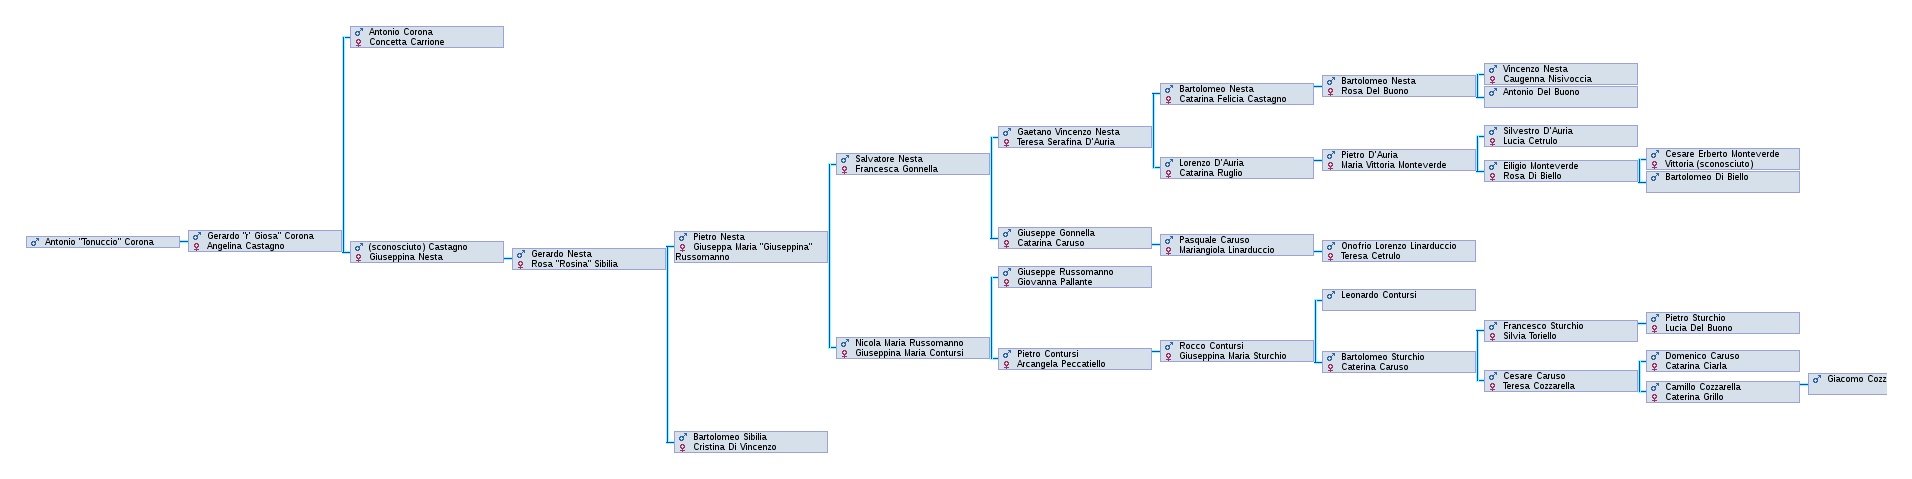 Antonio "Tonuccio" Corona
Gerardo "r' Giosa" Corona
Angelina Castagno
Antonio Corona
Concetta Carrione
(sconosciuto) Castagno
Giuseppina Nesta
Gerardo Nesta
Rosa "Rosina" Sibilia
Pietro Nesta
Giuseppa Maria "Giuseppina"
Russomanno
Bartolomeo Sibilia
Cristina Di Vincenzo
Salvatore Nesta
Francesca Gonnella
Nicola Maria Russomanno
Giuseppina Maria Contursi
Gaetano Vincenzo Nesta
Teresa Serafina D'Auria
Giuseppe Gonnella
Catarina Caruso
Giuseppe Russomanno
Giovanna Pallante
Pietro Contursi
Arcangela Peccatiello
Bartolomeo Nesta
Catarina Felicia Castagno
Lorenzo D'Auria
Catarina Ruglio
Pasquale Caruso
Mariangiola Linarduccio
Rocco Contursi
Giuseppina Maria Sturchio
Bartolomeo Nesta
Rosa Del Buono
Pietro D'Auria
Maria Vittoria Monteverde
Onofrio Lorenzo Linarduccio
Teresa Cetrulo
Leonardo Contursi
Bartolomeo Sturchio
Caterina Caruso
Vincenzo Nesta
Caugenna Nisivoccia
Antonio Del Buono
Silvestro D'Auria
Lucia Cetrulo
Eiligio Monteverde
Rosa Di Biello
Francesco Sturchio
Silvia Toriello
Cesare Caruso
Teresa Cozzarella
Cesare Erberto Monteverde
Vittoria (sconosciuto)
Bartolomeo Di Biello
Pietro Sturchio
Lucia Del Buono
Domenico Caruso
Catarina Ciarla
Camillo Cozzarella
Caterina Grillo
Giacomo Cozz